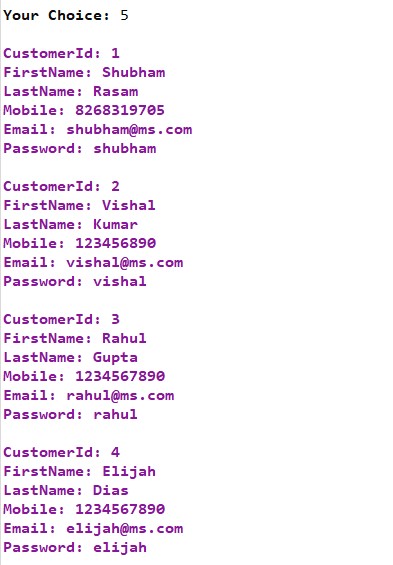 Your Choice: 5
CustomerId: 1
FirstName: Shubham
LastName: Rasam
Mobile: 8268319705
Email: shubham@ms.com
Password: shubham
CustomerId: 2
FirstName: Vishal
LastName: Kumar
Mobile: 123456890
Email: vishal@ms.com
Password: vishal
CustomerId: 3
FirstName: Rahul
LastName: Gupta
Mobile: 1234567890
Email: rahul@ms.com
Password: rahul
CustomerId: 4
FirstName: Elijah
LastName: Dias
Mobile: 1234567890
Email: elijah@ms.com
Password: elijah